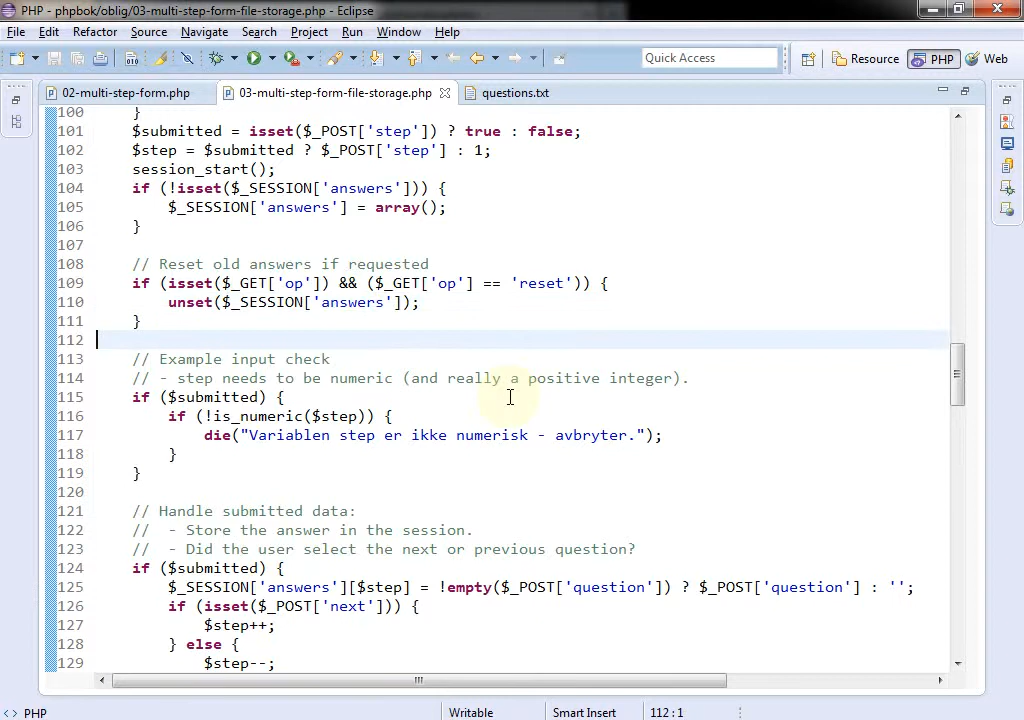 PHP - phpbok/oblig/03-multi-step-form-file-storage.php - Eclipse
File Edit Refactor Source Navigate Search Project Run Window Help
Quick Access Resource PHP Web
02-multi-step-form.php 03-multi-step-form-file-storage.php questions.txt
100 }
101 $submitted = isset($_POST['step']) ? true : false;
102 $step = $submitted ? $_POST['step'] : 1;
103 session_start();
104 if (!isset($_SESSION['answers'])) {
105 $_SESSION['answers'] = array();
106 }
107
108 // Reset old answers if requested
109 if (isset($_GET['op']) && ($_GET['op'] == 'reset')) {
110 unset($_SESSION['answers']);
111 }
112
113 // Example input check
114 // - step needs to be numeric (and really a positive integer).
115 if ($submitted) {
116 if (!is_numeric($step)) {
117 die("Variablen step er ikke numerisk - avbryter.");
118 }
119 }
120
121 // Handle submitted data:
122 // - Store the answer in the session.
123 // - Did the user select the next or previous question?
124 if ($submitted) {
125 $_SESSION['answers'][$step] = !empty($_POST['question']) ? $_POST['question'] : '';
126 if (isset($_POST['next'])) {
127 $step++;
128 } else {
129 $step--;
PHP Writable Smart Insert 112 : 1